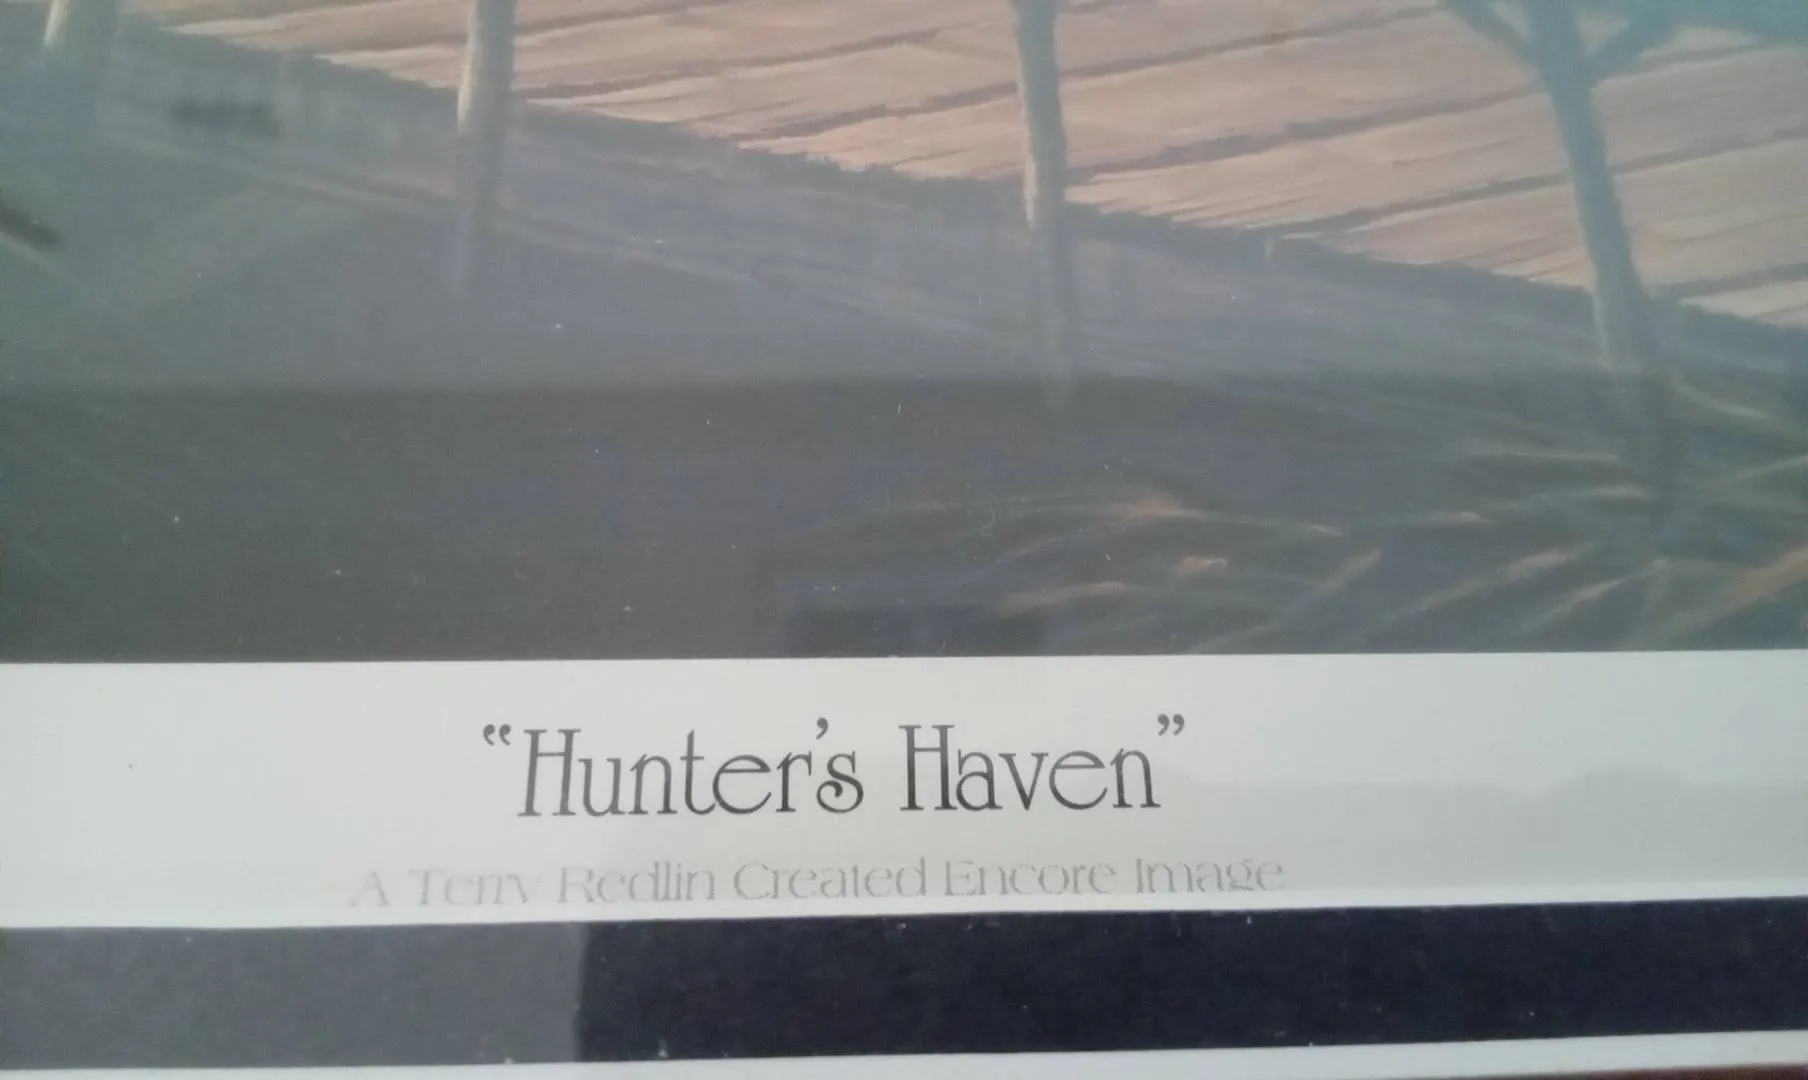 “Hunter’s Haven”
A Terry Redlin Created Encore Image